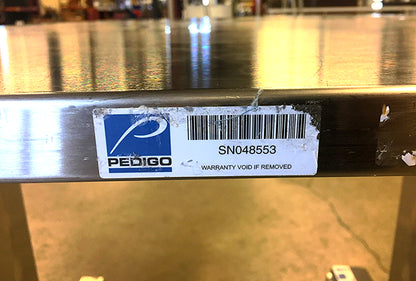 PEDIGO
SN048553
WARRANTY VOID IF REMOVED